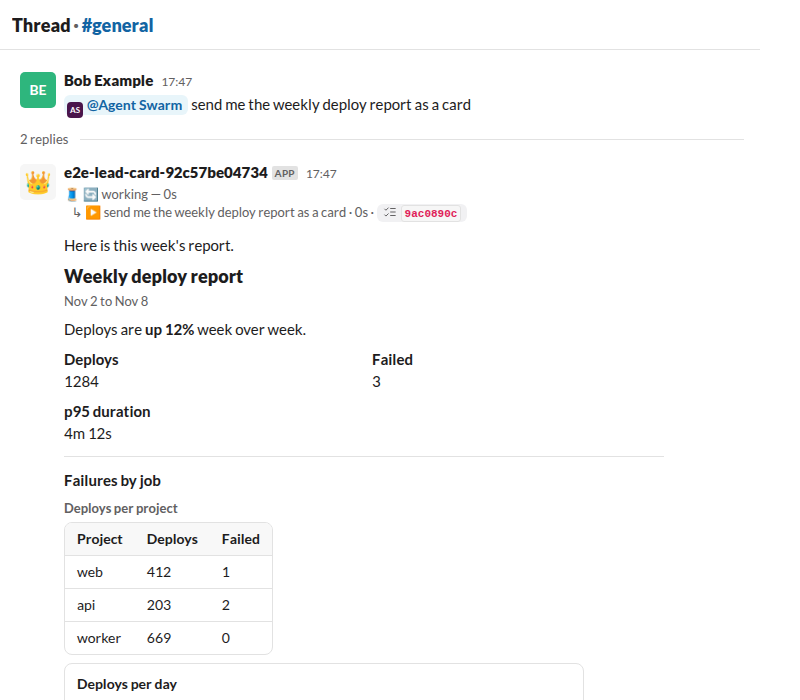 Thread · #general
BE
Bob Example 17:47
AS @Agent Swarm send me the weekly deploy report as a card
2 replies
e2e-lead-card-92c57be04734 APP 17:47
working — 0s
↳ send me the weekly deploy report as a card · 0s · 9ac0890c
Here is this week's report.
Weekly deploy report
Nov 2 to Nov 8
Deploys are up 12% week over week.
Deploys Failed
1284 3
p95 duration
4m 12s
Failures by job
Deploys per project
Project Deploys Failed
web 412 1
api 203 2
worker 669 0
Deploys per day